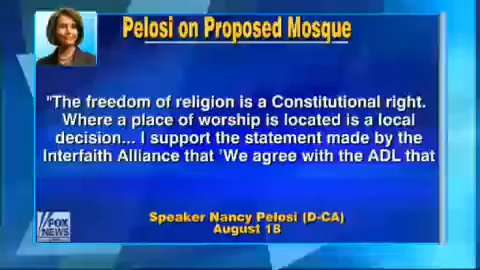 Pelosi on Proposed Mosque
"The freedom of religion is a Constitutional right.
Where a place of worship is located is a local
decision... I support the statement made by the
Interfaith Alliance that 'We agree with the ADL that
Speaker Nancy Pelosi (D-CA)
August 18
FOX
NEWS